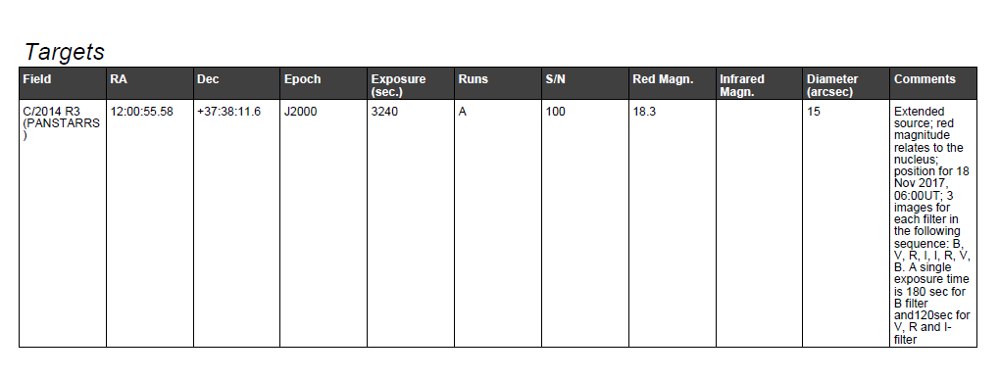 Targets
Field RA Dec Epoch Exposure (sec.) Runs S/N Red Magn. Infrared Magn. Diameter (arcsec) Comments
C/2014 R3 (PANSTARRS) 12:00:55.58 +37:38:11.6 J2000 3240 A 100 18.3 15 Extended
source; red
magnitude
relates to the
nucleus;
position for 18
Nov 2017,
06:00UT; 3
images for
each filter in
the following
sequence: B,
V, R, I, I, R, V,
B. A single
exposure time
is 180 sec for
B filter
and120sec for
V, R and I-
filter